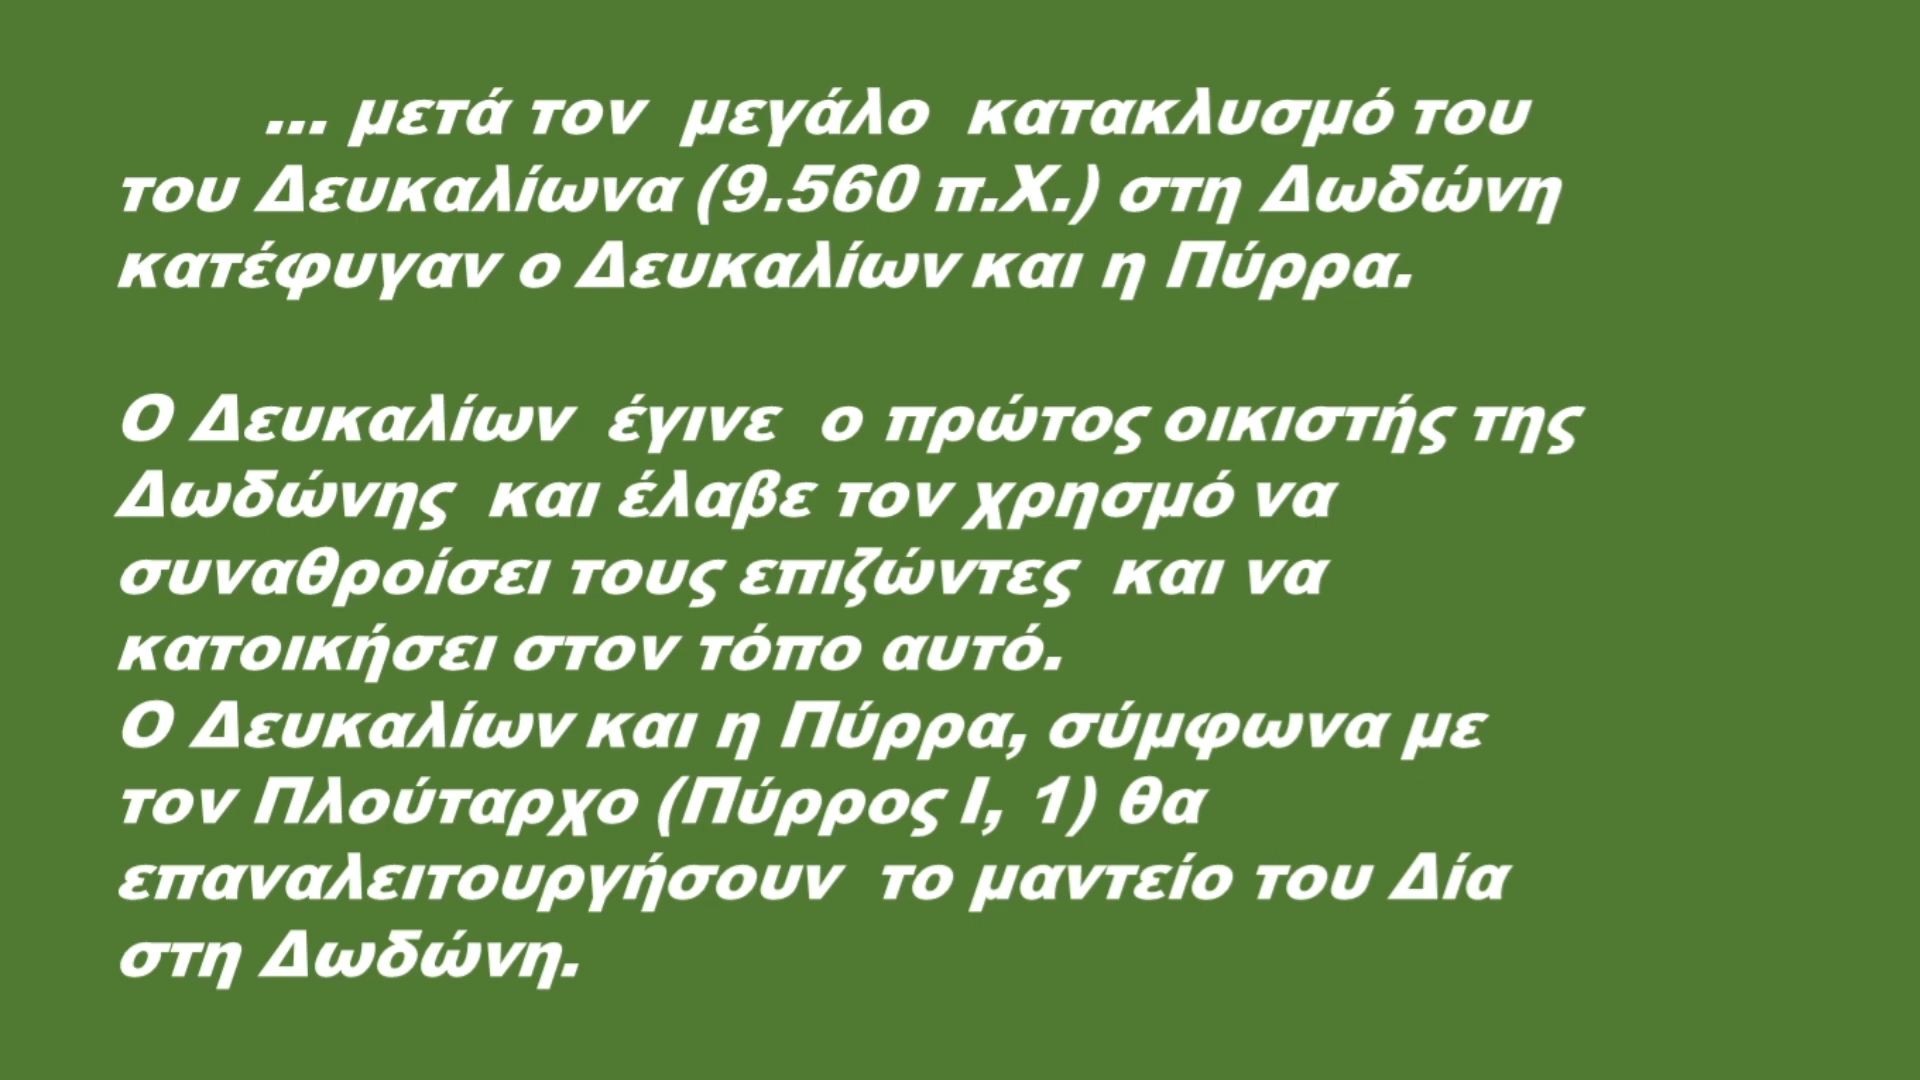 ... μετά τον μεγάλο κατακλυσμό του
του Δευκαλίωνα (9.560 π.Χ.) στη Δωδώνη
κατέφυγαν ο Δευκαλίων και η Πύρρα.
Ο Δευκαλίων έγινε ο πρώτος οικιστής της
Δωδώνης και έλαβε τον χρησμό να
συναθροίσει τους επιζώντες και να
κατοικήσει στον τόπο αυτό.
Ο Δευκαλίων και η Πύρρα, σύμφωνα με
τον Πλούταρχο (Πύρρος Ι, 1) θα
επαναλειτουργήσουν το μαντείο του Δία
στη Δωδώνη.